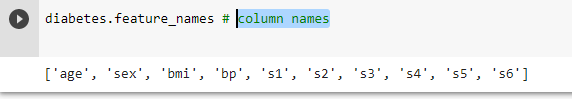 diabetes.feature_names # column names
['age', 'sex', 'bmi', 'bp', 's1', 's2', 's3', 's4', 's5', 's6']